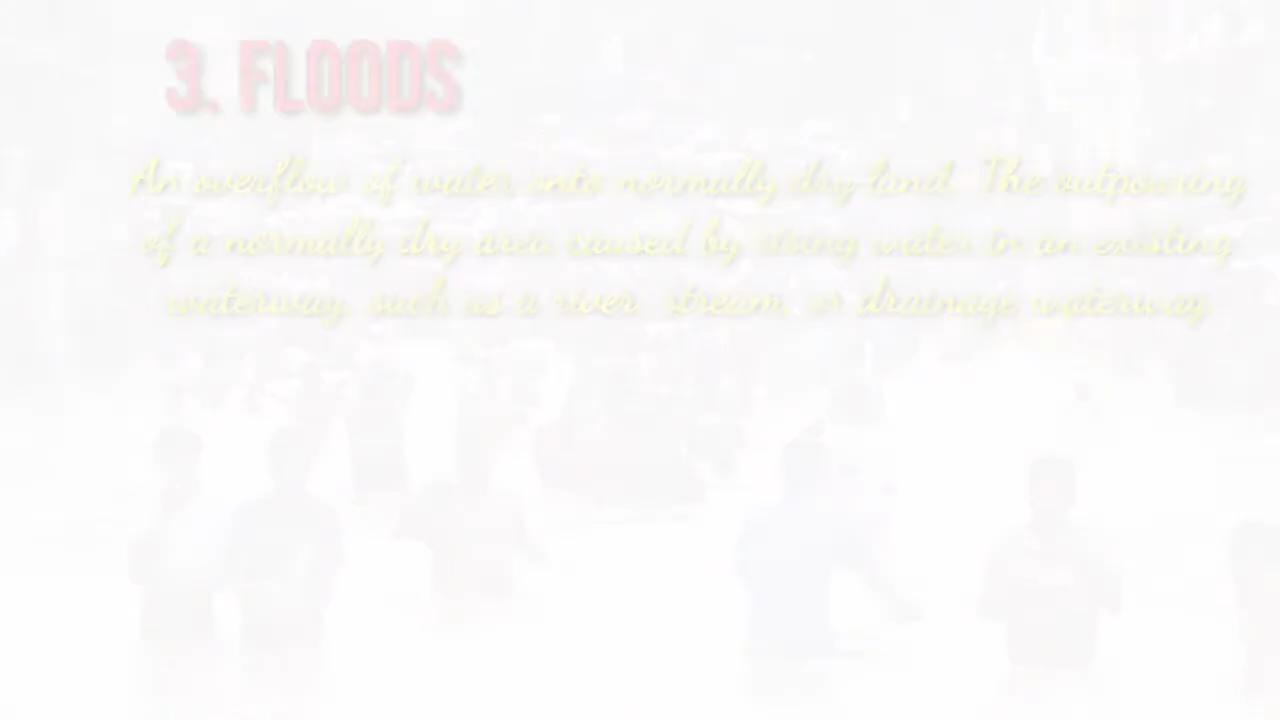 3. FLOODS
An overflow of water onto normally dry land. The outpouring
of a normally dry area caused by rising water in an existing
waterway, such as a river, stream, or drainage waterway.